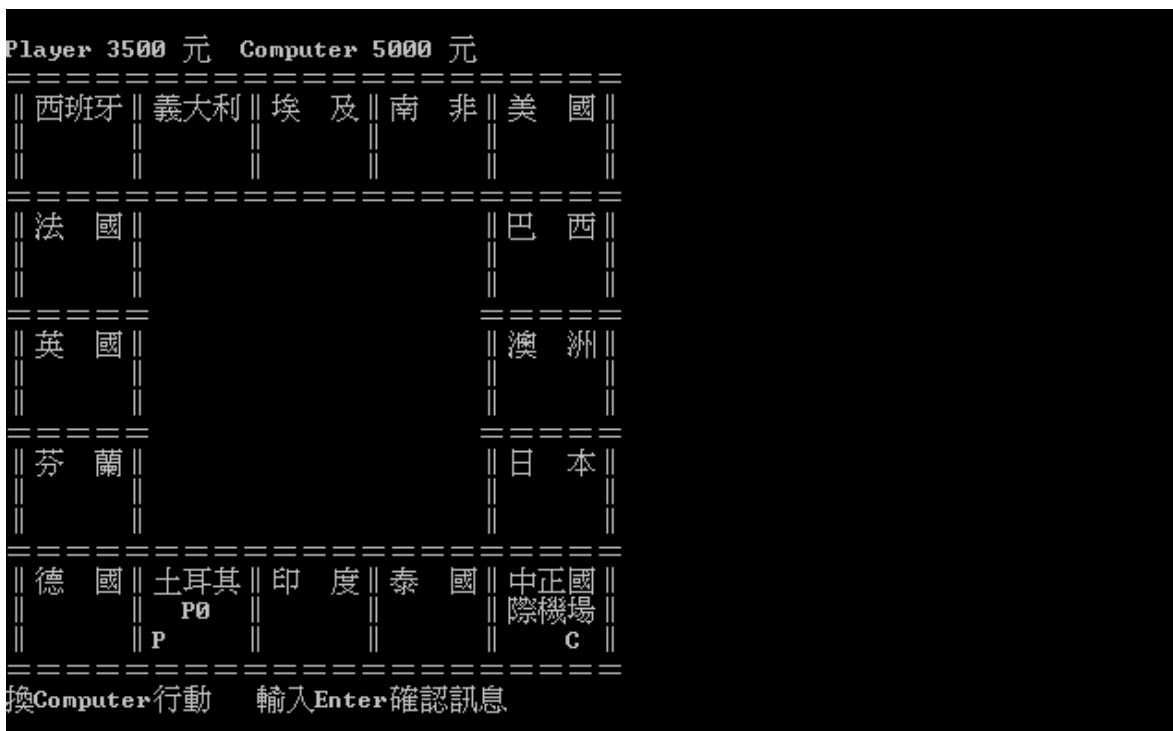 Player 3500 元 Computer 5000 元
西班牙 義大利 埃 及 南 非 美 國
法 國 巴 西
英 國 澳 洲
芬 蘭 日 本
德 國 土耳其 印 度 泰 國 中正國
P0 際機場
P C
換Computer行動 輸入Enter確認訊息